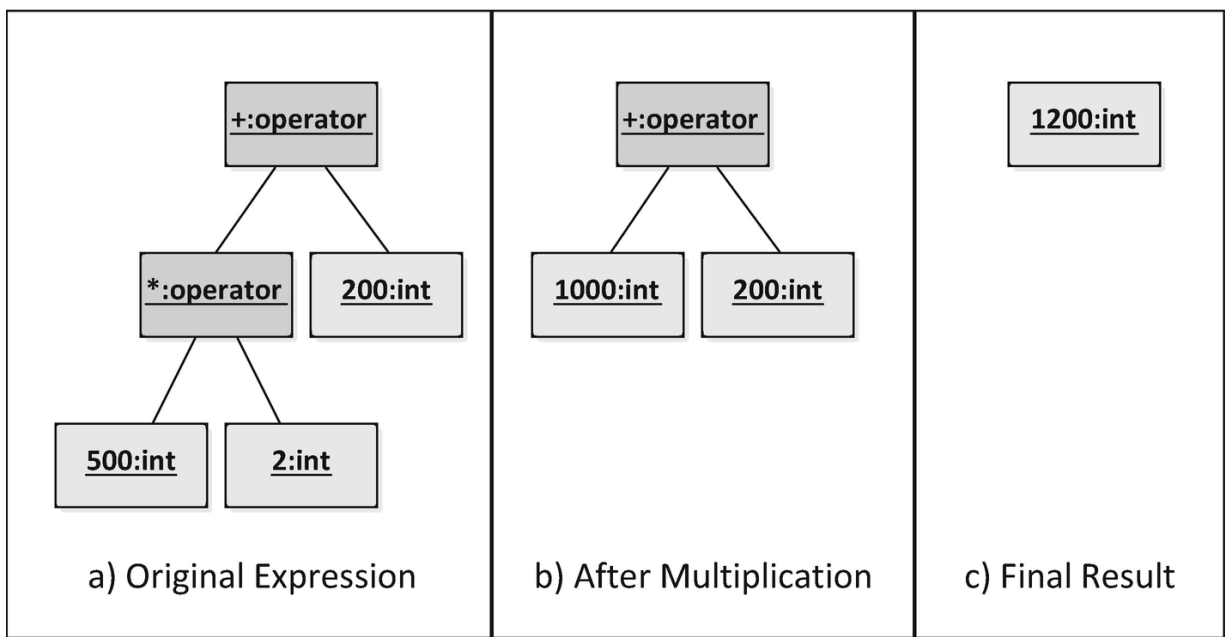 +:operator
*:operator
200:int
500:int
2:int
a) Original Expression
+:operator
1000:int
200:int
b) After Multiplication
1200:int
c) Final Result